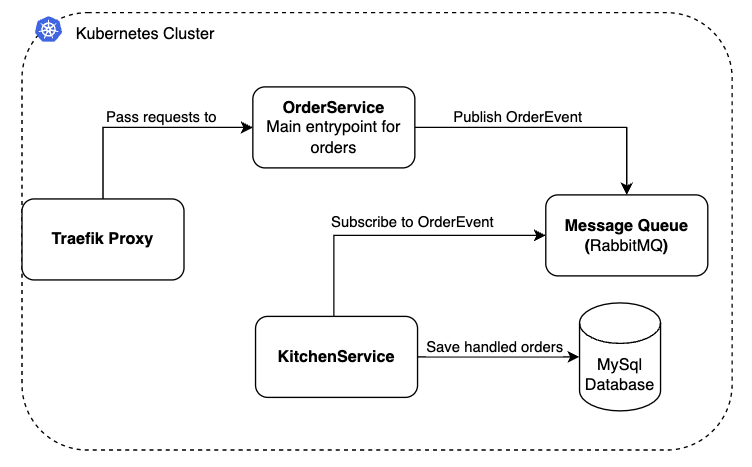 Kubernetes Cluster
OrderService
Main entrypoint for
orders
Pass requests to
Publish OrderEvent
Traefik Proxy
Subscribe to OrderEvent
Message Queue
(RabbitMQ)
KitchenService
Save handled orders
MySql
Database